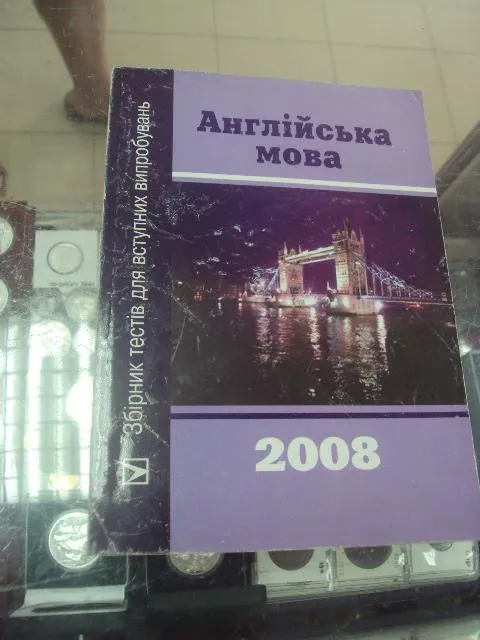 Англійська
мова
Збірник тестів для вступних випробувань
2008